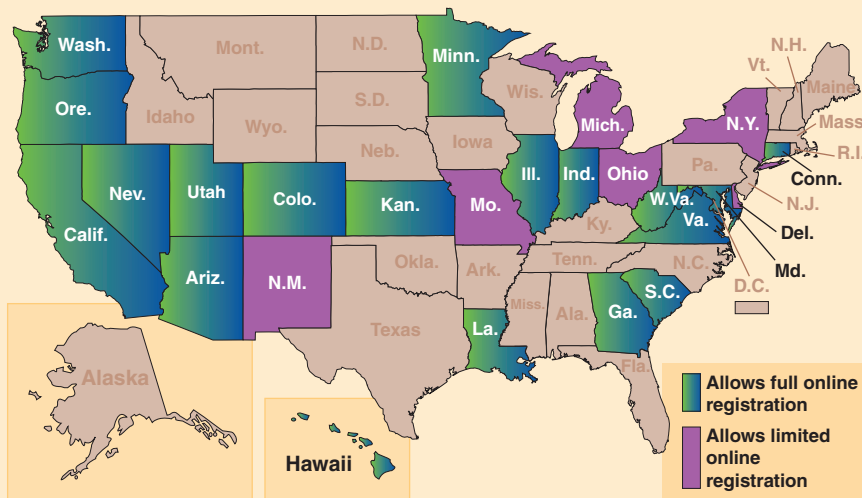 Wash.
Mont.
N.D.
Minn.
N.H.
Vt.
Maine
Ore.
Idaho
S.D.
Wis.
Mich.
N.Y.
Mass
Wyo.
Iowa
R.I.
Neb.
Pa.
Conn.
Nev.
Utah
Colo.
Ill.
Ind.
Ohio
N.J.
Calif.
Kan.
Mo.
W.Va.
Va.
Del.
Ky.
Md.
Ariz.
N.M.
Okla.
Ark.
Tenn.
N.C.
D.C.
S.C.
Texas
La.
Miss.
Ala.
Ga.
Fla.
Alaska
Hawaii
Allows full online
registration
Allows limited
online
registration